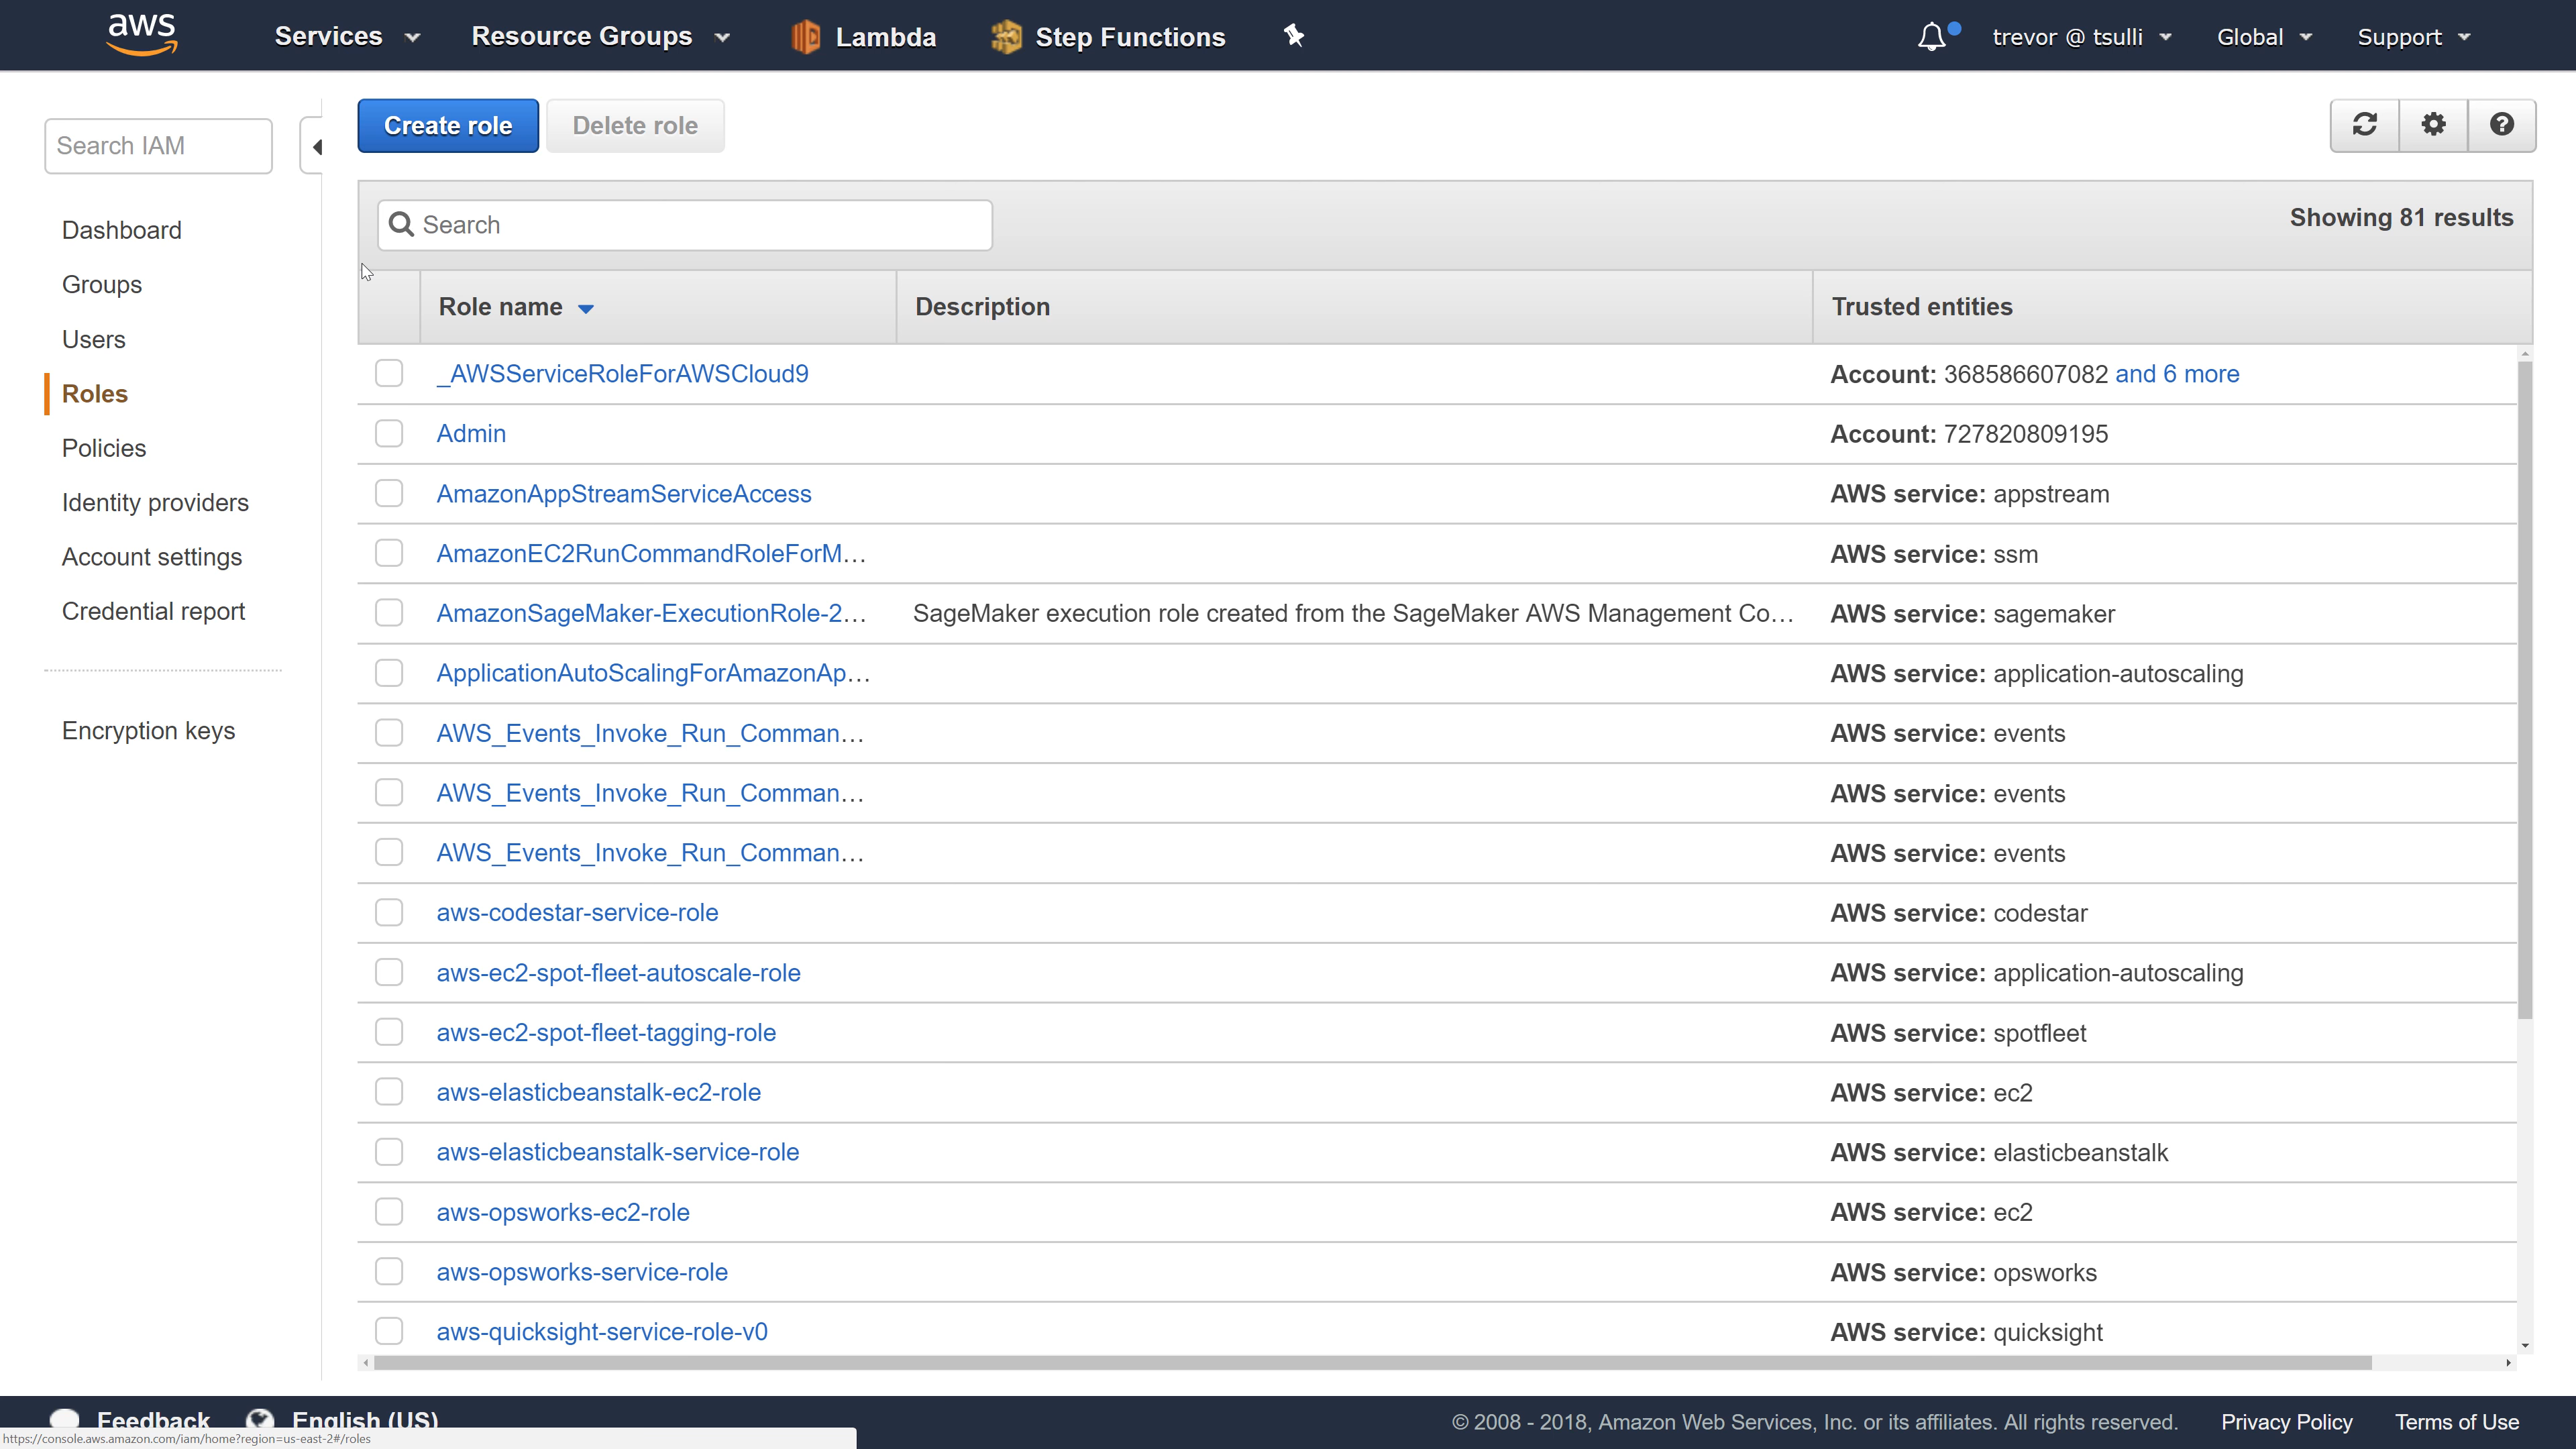 aws Services Resource Groups Lambda Step Functions trevor @ tsulli Global Support
Create role Delete role
Search IAM
Search
Showing 81 results
Dashboard
Groups
Users
Roles
Policies
Identity providers
Account settings
Credential report
Encryption keys
Role name Description Trusted entities
_AWSServiceRoleForAWSCloud9 Account: 368586607082 and 6 more
Admin Account: 727820809195
AmazonAppStreamServiceAccess AWS service: appstream
AmazonEC2RunCommandRoleForM... AWS service: ssm
AmazonSageMaker-ExecutionRole-2... SageMaker execution role created from the SageMaker AWS Management Co... AWS service: sagemaker
ApplicationAutoScalingForAmazonAp... AWS service: application-autoscaling
AWS_Events_Invoke_Run_Comman... AWS service: events
AWS_Events_Invoke_Run_Comman... AWS service: events
AWS_Events_Invoke_Run_Comman... AWS service: events
aws-codestar-service-role AWS service: codestar
aws-ec2-spot-fleet-autoscale-role AWS service: application-autoscaling
aws-ec2-spot-fleet-tagging-role AWS service: spotfleet
aws-elasticbeanstalk-ec2-role AWS service: ec2
aws-elasticbeanstalk-service-role AWS service: elasticbeanstalk
aws-opsworks-ec2-role AWS service: ec2
aws-opsworks-service-role AWS service: opsworks
aws-quicksight-service-role-v0 AWS service: quicksight
Feedback English (US) © 2008 - 2018, Amazon Web Services, Inc. or its affiliates. All rights reserved. Privacy Policy Terms of Use
https://console.aws.amazon.com/iam/home?region=us-east-2#/roles